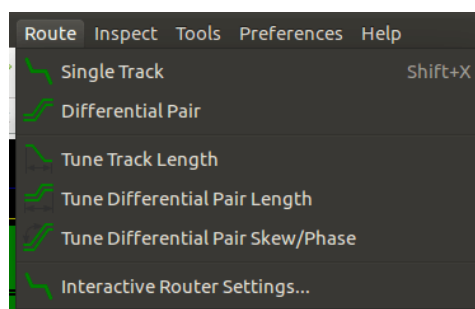 Route Inspect Tools Preferences Help
Single Track Shift+X
Differential Pair
Tune Track Length
Tune Differential Pair Length
Tune Differential Pair Skew/Phase
Interactive Router Settings...